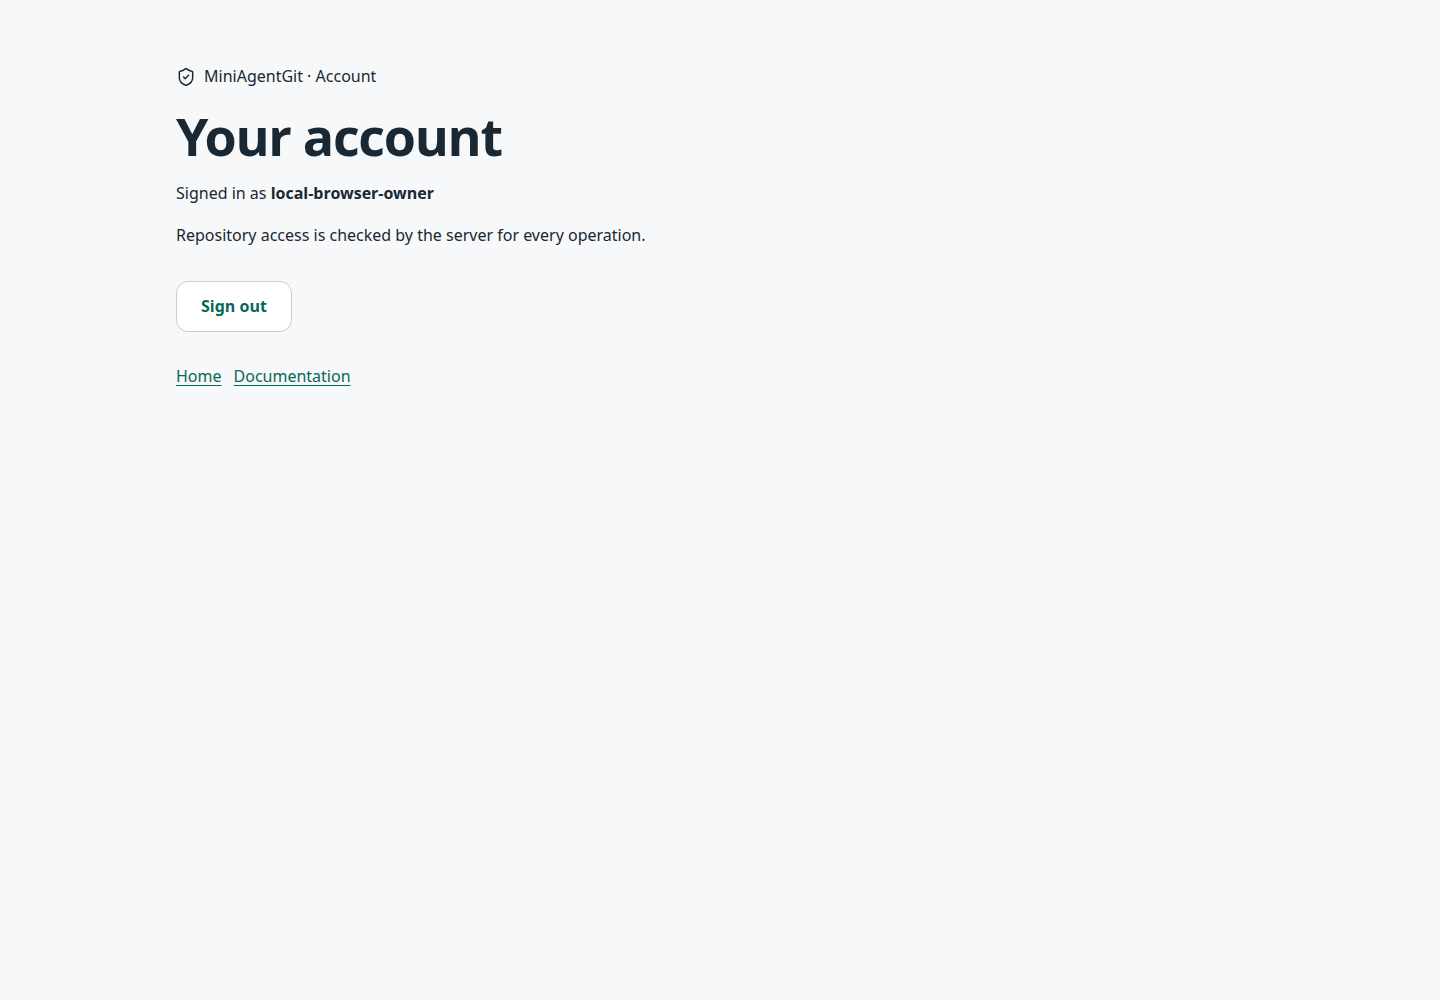 MiniAgentGit · Account
Your account
Signed in as local-browser-owner
Repository access is checked by the server for every operation.
Sign out
Home Documentation